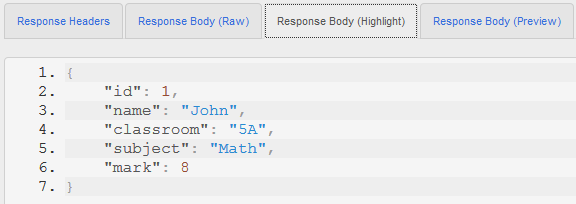 Response Headers Response Body (Raw) Response Body (Highlight) Response Body (Preview)
1. {
2. "id": 1,
3. "name": "John",
4. "classroom": "5A",
5. "subject": "Math",
6. "mark": 8
7. }